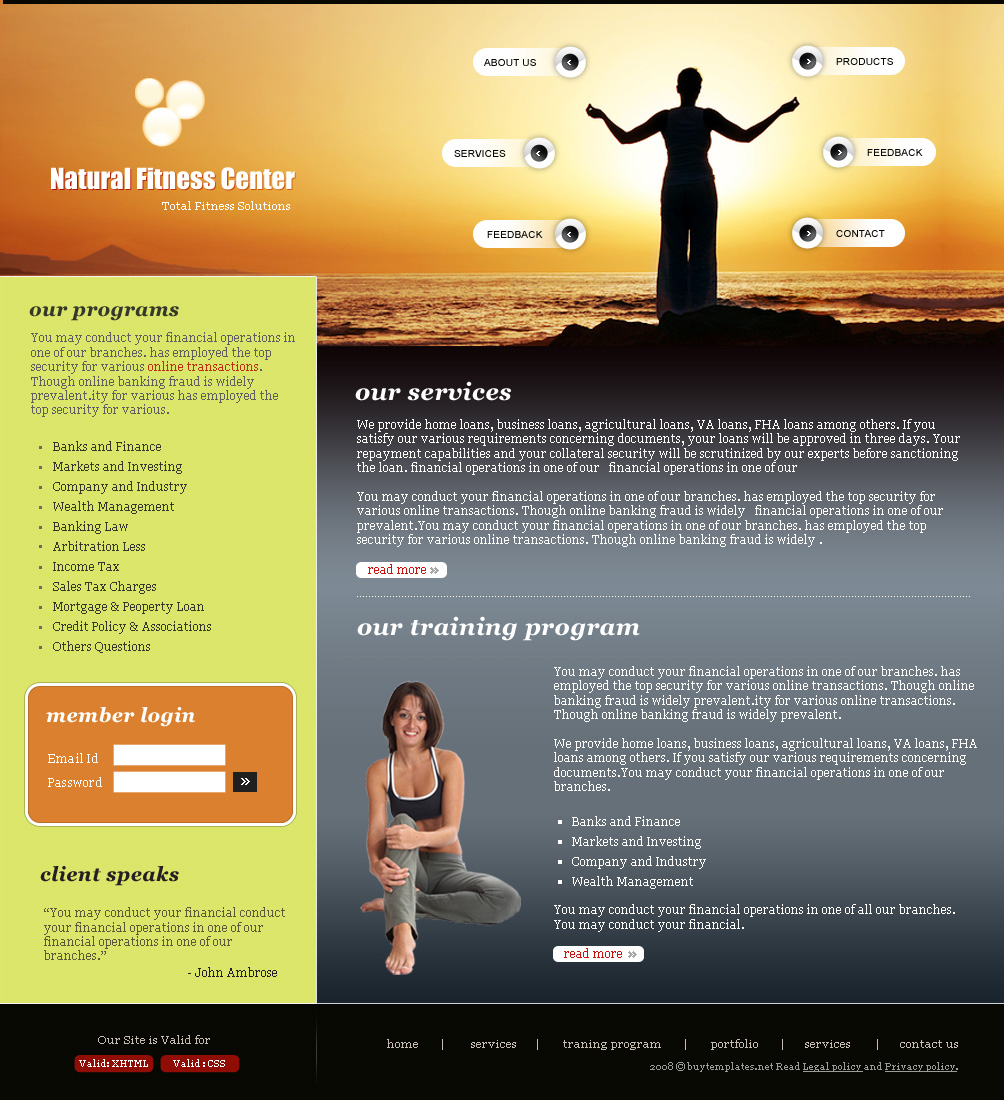 ABOUT US
PRODUCTS
SERVICES
FEEDBACK
FEEDBACK
CONTACT
Natural Fitness Center
Total Fitness Solutions
our programs
You may conduct your financial operations in
one of our branches. has employed the top
security for various online transactions.
Though online banking fraud is widely
prevalent.ity for various has employed the
top security for various.
Banks and Finance
Markets and Investing
Company and Industry
Wealth Management
Banking Law
Arbitration Less
Income Tax
Sales Tax Charges
Mortgage & Peoperty Loan
Credit Policy & Associations
Others Questions
member login
Email Id
Password
»
client speaks
“You may conduct your financial conduct
your financial operations in one of our
financial operations in one of our
branches.”
- John Ambrose
our services
We provide home loans, business loans, agricultural loans, VA loans, FHA loans among others. If you
satisfy our various requirements concerning documents, your loans will be approved in three days. Your
repayment capabilities and your collateral security will be scrutinized by our experts before sanctioning
the loan. financial operations in one of our financial operations in one of our
You may conduct your financial operations in one of our branches. has employed the top security for
various online transactions. Though online banking fraud is widely financial operations in one of our
prevalent.You may conduct your financial operations in one of our branches. has employed the top
security for various online transactions. Though online banking fraud is widely .
read more »
our training program
You may conduct your financial operations in one of our branches. has
employed the top security for various online transactions. Though online
banking fraud is widely prevalent.ity for various online transactions.
Though online banking fraud is widely prevalent.
We provide home loans, business loans, agricultural loans, VA loans, FHA
loans among others. If you satisfy our various requirements concerning
documents.You may conduct your financial operations in one of our
branches.
Banks and Finance
Markets and Investing
Company and Industry
Wealth Management
You may conduct your financial operations in one of all our branches.
You may conduct your financial.
read more »
Our Site is Valid for
Valid: XHTML Valid : CSS
home | services | traning program | portfolio | services | contact us
2008 © buytemplates.net Read Legal policy and Privacy policy.